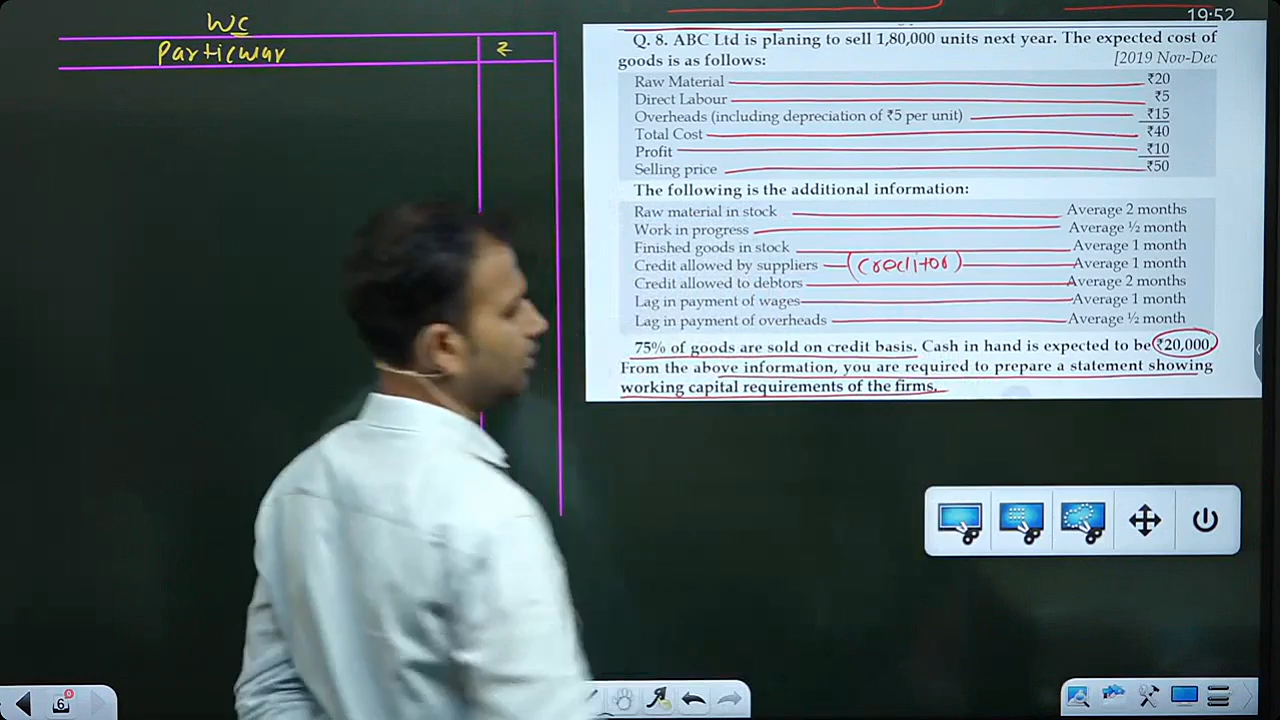 19:52
WC
Particular ₹
Q. 8. ABC Ltd is planing to sell 1,80,000 units next year. The expected cost of
goods is as follows: [2019 Nov-Dec
Raw Material ₹20
Direct Labour ₹5
Overheads (including depreciation of ₹5 per unit) ₹15
Total Cost ₹40
Profit ₹10
Selling price ₹50
The following is the additional information:
Raw material in stock Average 2 months
Work in progress Average ½ month
Finished goods in stock Average 1 month
Credit allowed by suppliers (creditor) Average 1 month
Credit allowed to debtors Average 2 months
Lag in payment of wages Average 1 month
Lag in payment of overheads Average ½ month
75% of goods are sold on credit basis. Cash in hand is expected to be ₹20,000.
From the above information, you are required to prepare a statement showing
working capital requirements of the firms.
6